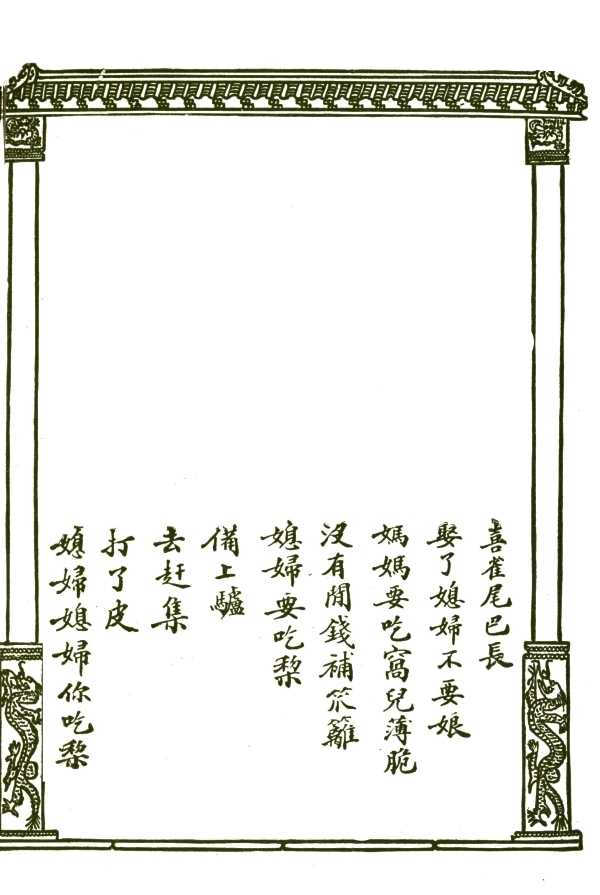 喜雀尾巴長
娶了媳婦不要娘
媽媽要吃窩兒薄脆
沒有閒錢補笊籬
媳婦要吃梨
備上驢
去赶集
打了皮
媳婦媳婦你吃梨